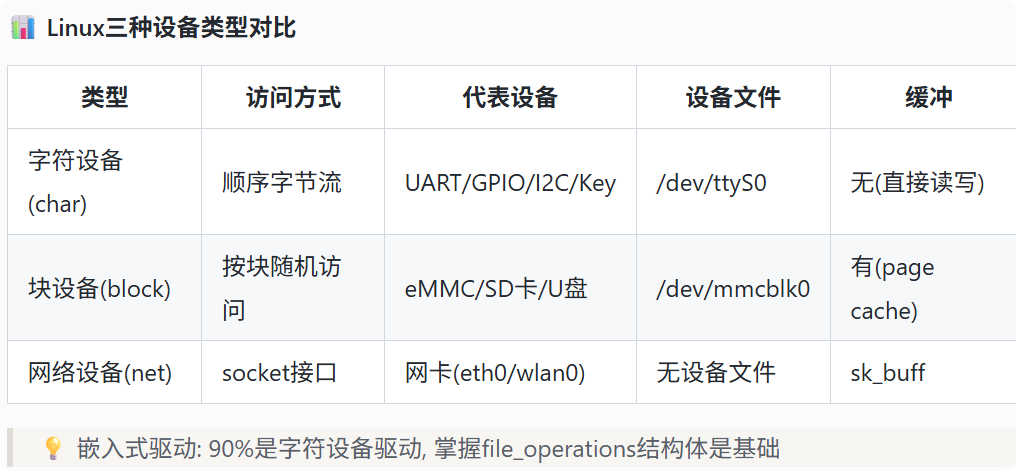 Linux三种设备类型对比
类型 访问方式 代表设备 设备文件 缓冲
字符设备
(char)
顺序字节流
UART/GPIO/I2C/Key
/dev/ttyS0
无(直接读写)
块设备(block)
按块随机访
问
eMMC/SD卡/U盘
/dev/mmcblk0
有(page
cache)
网络设备(net)
socket接口
网卡(eth0/wlan0)
无设备文件
sk_buff
嵌入式驱动: 90%是字符设备驱动, 掌握file_operations结构体是基础